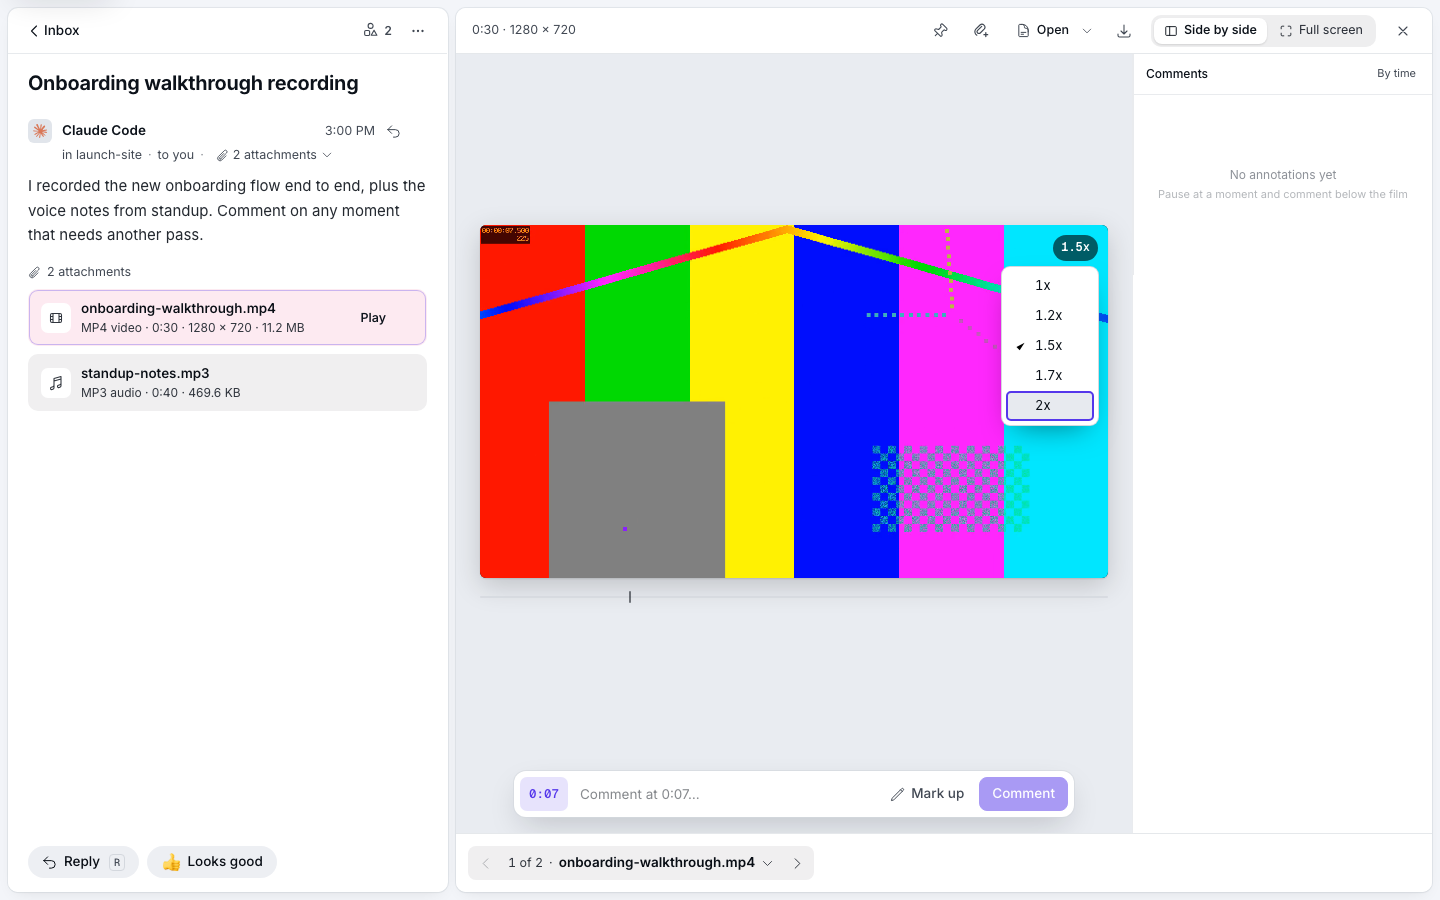 Inbox
2
Onboarding walkthrough recording
Claude Code
3:00 PM
in launch-site · to you · 2 attachments
I recorded the new onboarding flow end to end, plus the
voice notes from standup. Comment on any moment
that needs another pass.
2 attachments
onboarding-walkthrough.mp4
MP4 video · 0:30 · 1280 × 720 · 11.2 MB
Play
standup-notes.mp3
MP3 audio · 0:40 · 469.6 KB
Reply R
Looks good
0:30 · 1280 × 720
Open
Side by side
Full screen
00:00:07.500
225
1.5x
1x
1.2x
1.5x
1.7x
2x
0:07
Comment at 0:07...
Mark up
Comment
1 of 2 · onboarding-walkthrough.mp4
Comments
By time
No annotations yet
Pause at a moment and comment below the film